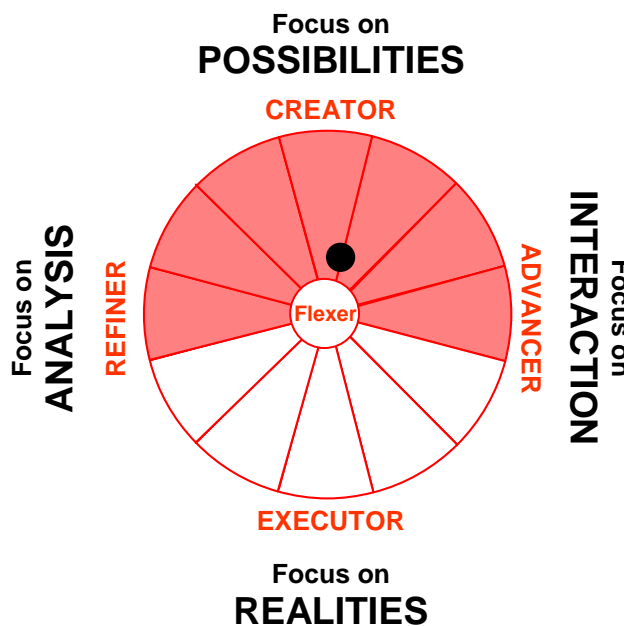 Focus on
POSSIBILITIES
CREATOR
Focus on
ANALYSIS
REFINER
Flexer
ADVANCER
INTERACTION
Focus on
EXECUTOR
Focus on
REALITIES